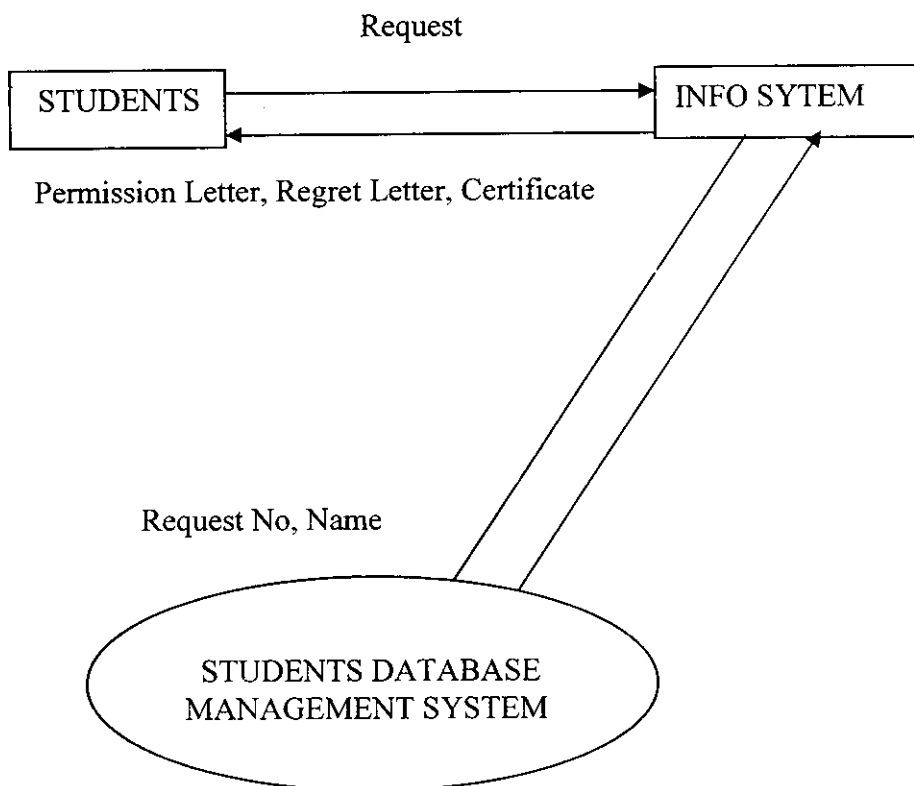 Request
STUDENTS
INFO SYTEM
Permission Letter, Regret Letter, Certificate
Request No, Name
STUDENTS DATABASE
MANAGEMENT SYSTEM